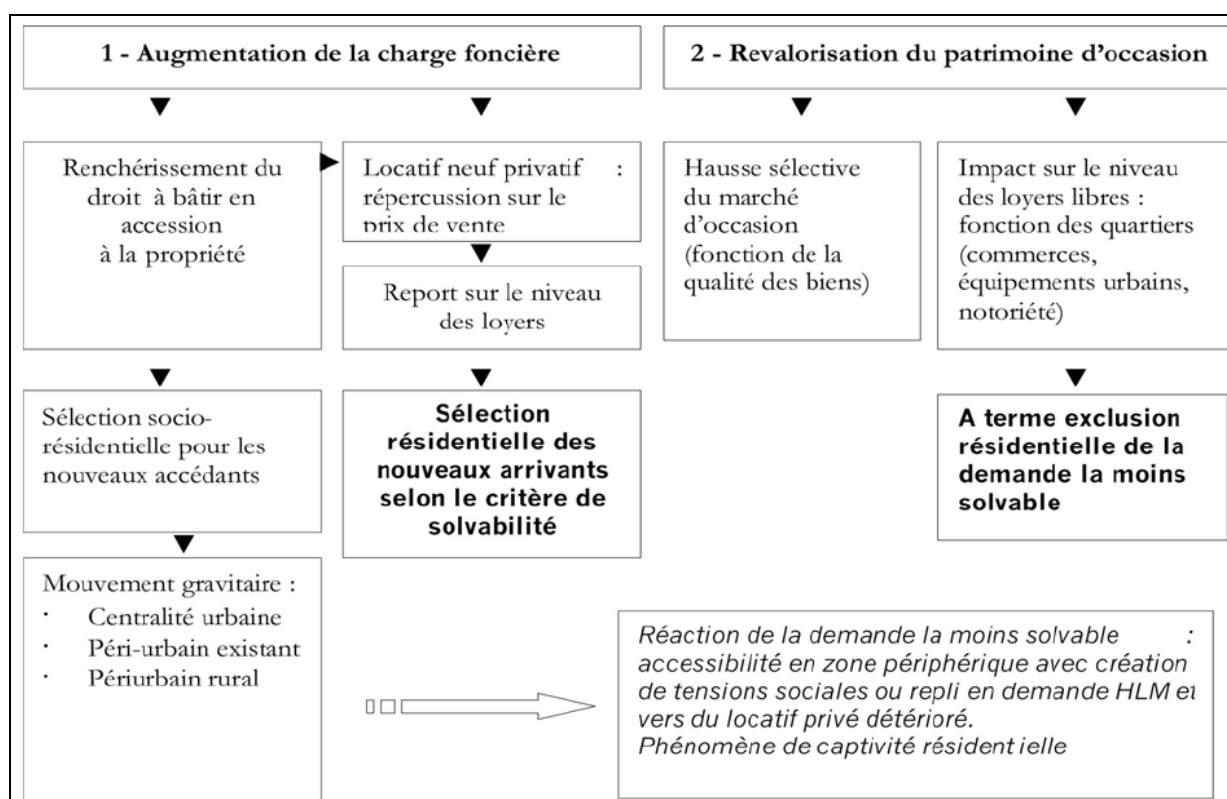 1 - Augmentation de la charge foncière
2 - Revalorisation du patrimoine d'occasion
Renchérissement du
droit à bâtir en
accession
à la propriété
Locatif neuf privatif :
répercussion sur le
prix de vente
Report sur le niveau
des loyers
Hausse sélective
du marché
d'occasion
(fonction de la
qualité des biens)
Impact sur le niveau
des loyers libres :
fonction des quartiers
(commerces,
équipements urbains,
notoriété)
Sélection socio-
résidentielle pour les
nouveaux accédants
Sélection
résidentielle des
nouveaux arrivants
selon le critère de
solvabilité
A terme exclusion
résidentielle de la
demande la moins
solvable
Mouvement gravitaire :
· Centralité urbaine
· Péri-urbain existant
· Périurbain rural
Réaction de la demande la moins solvable :
accessibilité en zone périphérique avec création
de tensions sociales ou repli en demande HLM et
vers du locatif privé détérioré.
Phénomène de captivité résident ielle